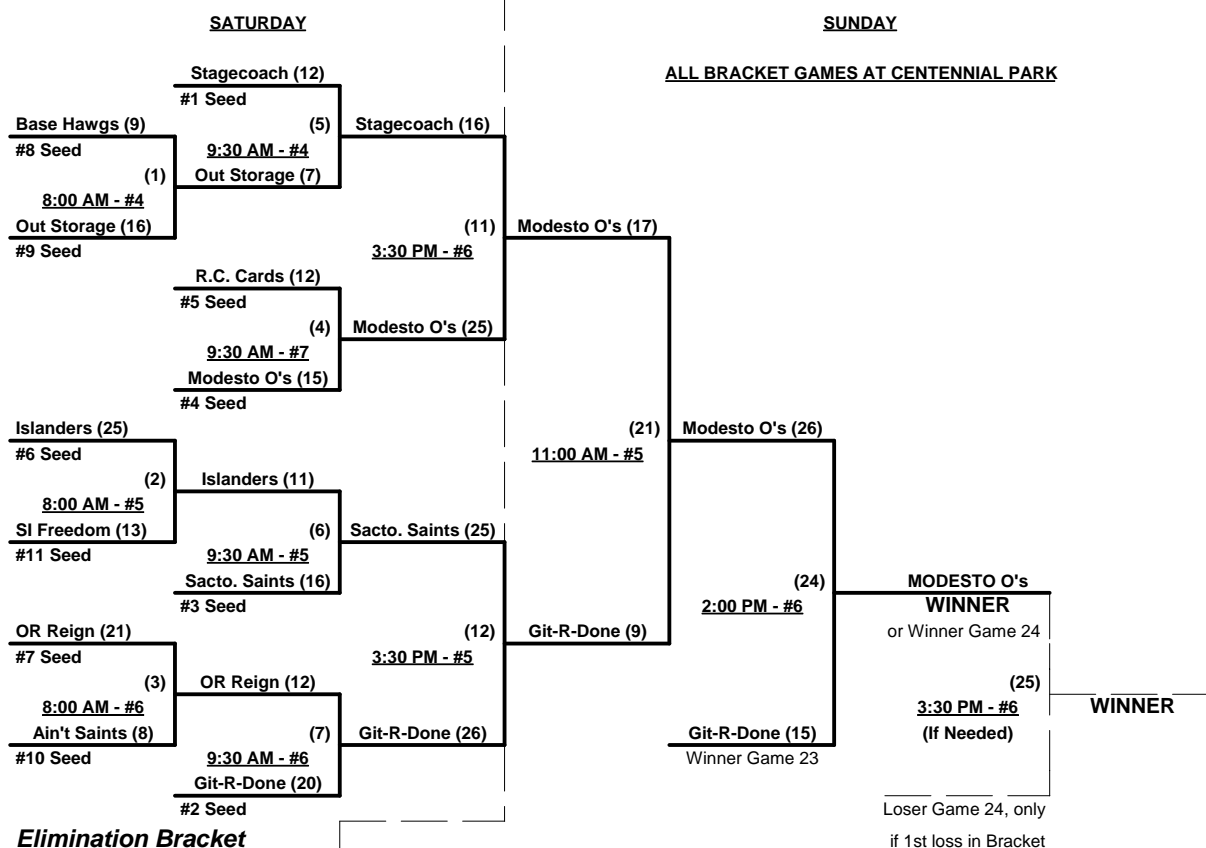 SATURDAY
SUNDAY
ALL BRACKET GAMES AT CENTENNIAL PARK
Stagecoach (12)
#1 Seed
Base Hawgs (9)
#8 Seed
(5)
9:30 AM - #4
Stagecoach (16)
(1)
8:00 AM - #4
Out Storage (7)
Out Storage (16)
#9 Seed
(11)
3:30 PM - #6
Modesto O's (17)
R.C. Cards (12)
#5 Seed
(4)
9:30 AM - #7
Modesto O's (25)
Modesto O's (15)
#4 Seed
Islanders (25)
#6 Seed
(21)
11:00 AM - #5
Modesto O's (26)
(2)
8:00 AM - #5
Islanders (11)
SI Freedom (13)
#11 Seed
(6)
9:30 AM - #5
Sacto. Saints (25)
Sacto. Saints (16)
#3 Seed
(24)
2:00 PM - #6
MODESTO O's
WINNER
or Winner Game 24
OR Reign (21)
#7 Seed
(12)
3:30 PM - #5
Git-R-Done (9)
(3)
8:00 AM - #6
OR Reign (12)
(25)
3:30 PM - #6
(If Needed)
WINNER
Ain't Saints (8)
#10 Seed
(7)
9:30 AM - #6
Git-R-Done (26)
Git-R-Done (15)
Winner Game 23
Git-R-Done (20)
#2 Seed
Loser Game 24, only
if 1st loss in Bracket
Elimination Bracket